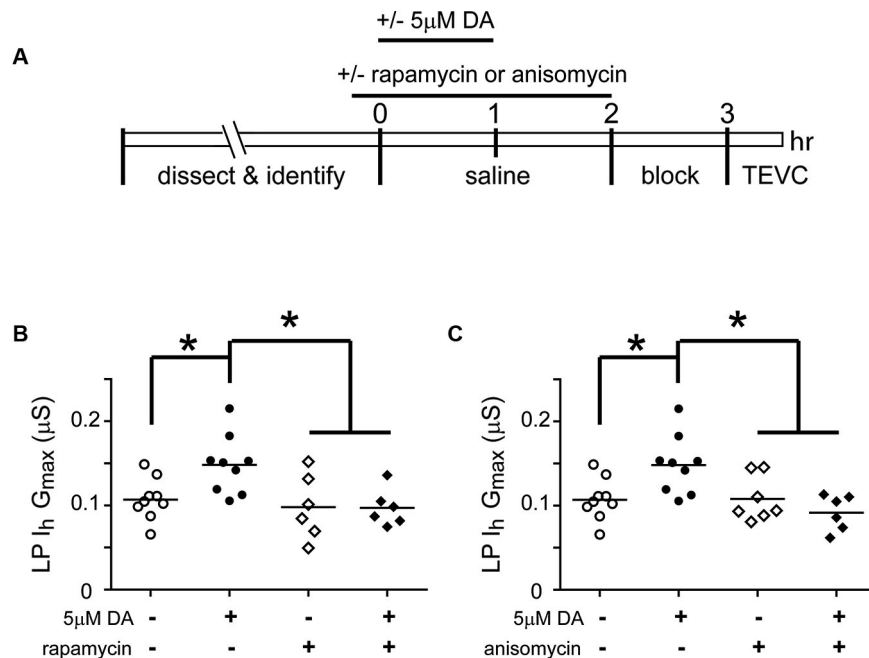 A
+/- 5μM DA
+/- rapamycin or anisomycin
0 1 2 3
hr
dissect & identify saline block TEVC
B
* *
LP Ih Gmax (μS)
0.2
0.1
0
5μM DA - + - +
rapamycin - - + +
C
* *
LP Ih Gmax (μS)
0.2
0.1
0
5μM DA - + - +
anisomycin - - + +